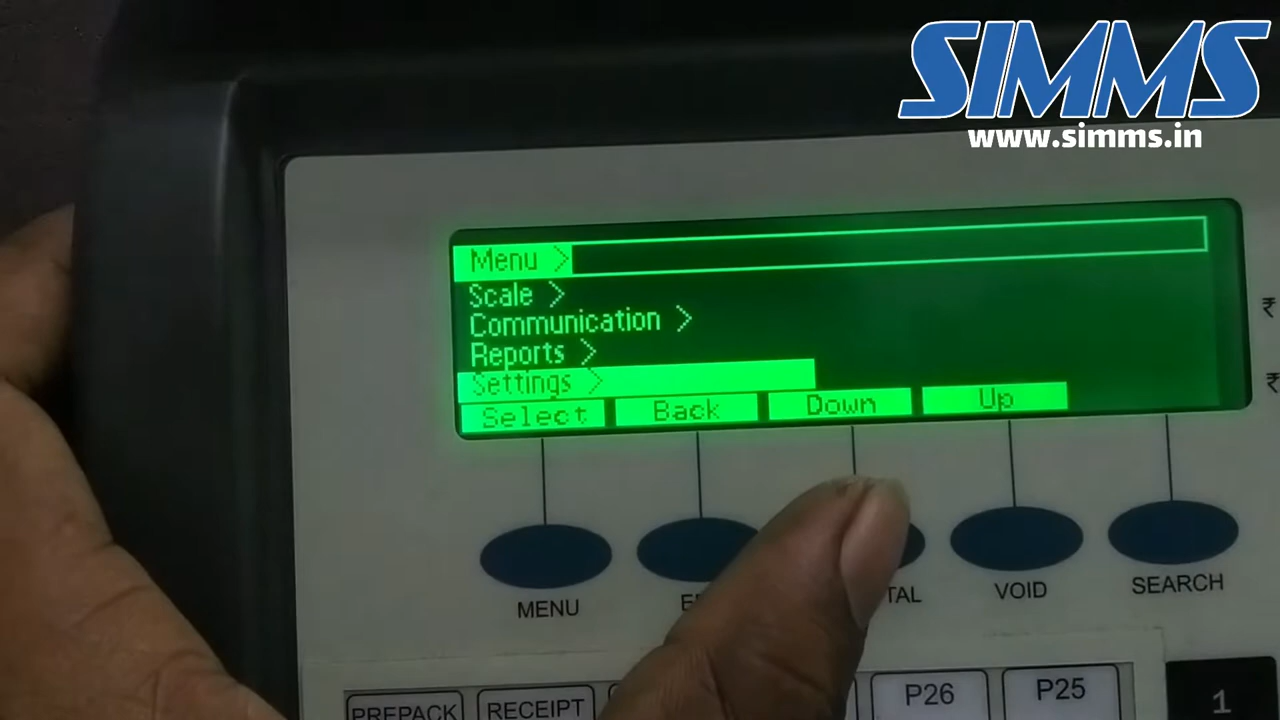 SIMMS
www.simms.in
Menu >
Scale >
Communication >
₹
Reports >
Settings >
₹
Select Back Down Up
MENU VOID SEARCH
PREPACK RECEIPT P26 P25 1